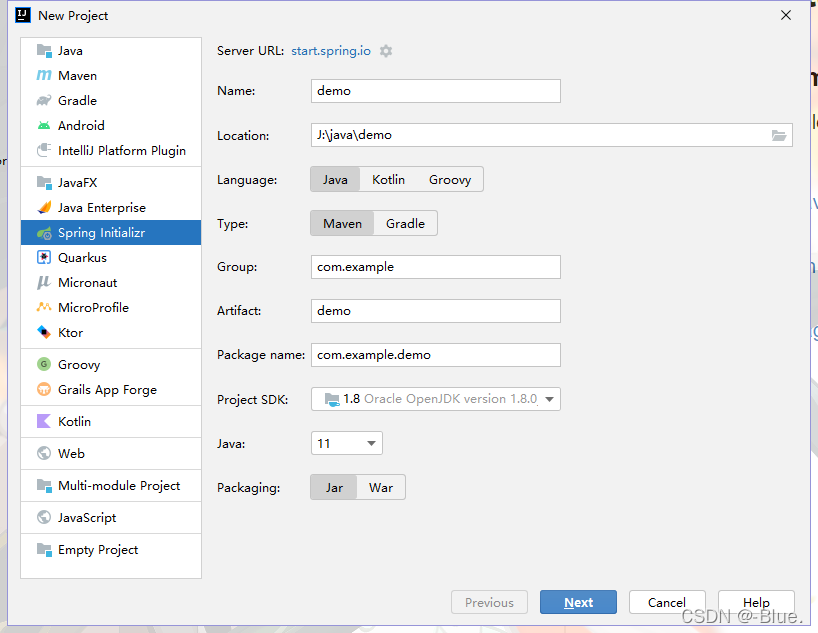 New Project
Java
Maven
Gradle
Android
IntelliJ Platform Plugin
JavaFX
Java Enterprise
Spring Initializr
Quarkus
Micronaut
MicroProfile
Ktor
Groovy
Grails App Forge
Kotlin
Web
Multi-module Project
JavaScript
Empty Project
Server URL: start.spring.io
Name: demo
Location: J:\java\demo
Language: Java Kotlin Groovy
Type: Maven Gradle
Group: com.example
Artifact: demo
Package name: com.example.demo
Project SDK: 1.8 Oracle OpenJDK version 1.8.0
Java: 11
Packaging: Jar War
Previous Next Cancel Help
CSDN @-Blue.